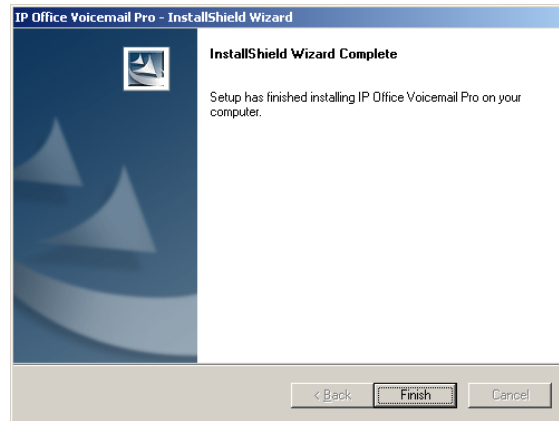 IP Office Voicemail Pro - InstallShield Wizard
InstallShield Wizard Complete
Setup has finished installing IP Office Voicemail Pro on your
computer.
< Back
Finish
Cancel